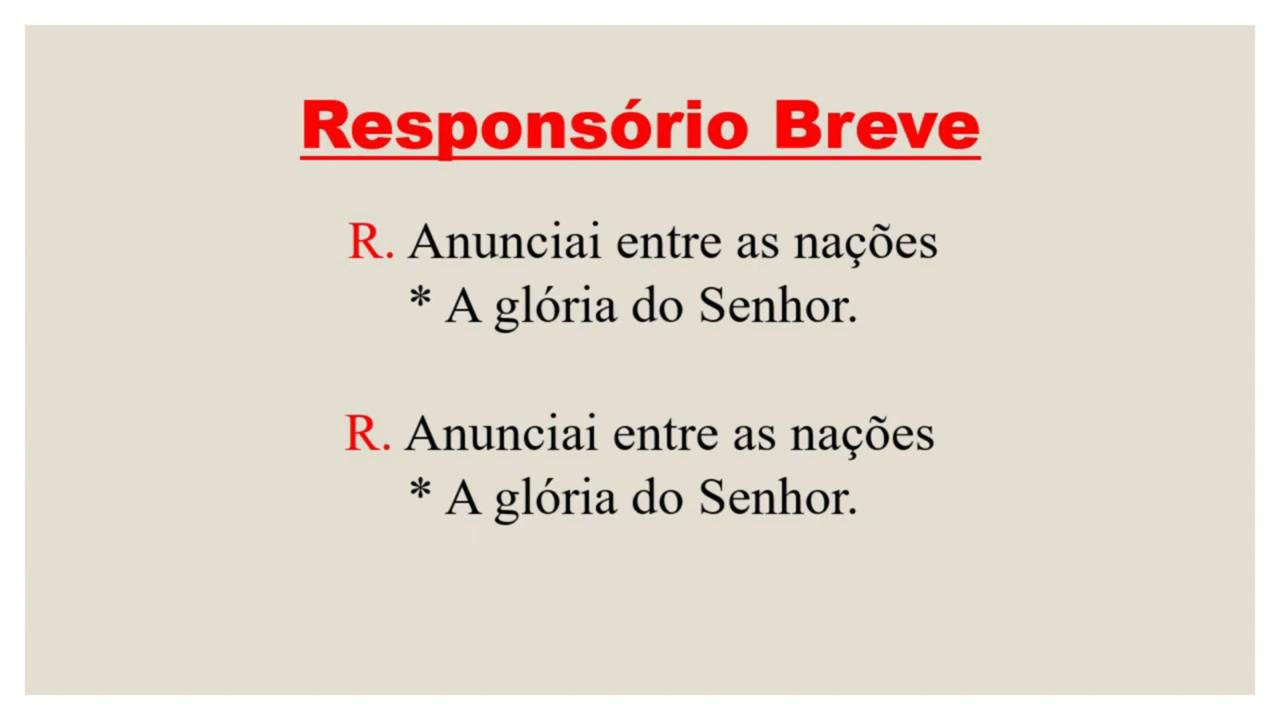 Responsório Breve
R. Anunciai entre as nações
* A glória do Senhor.
R. Anunciai entre as nações
* A glória do Senhor.